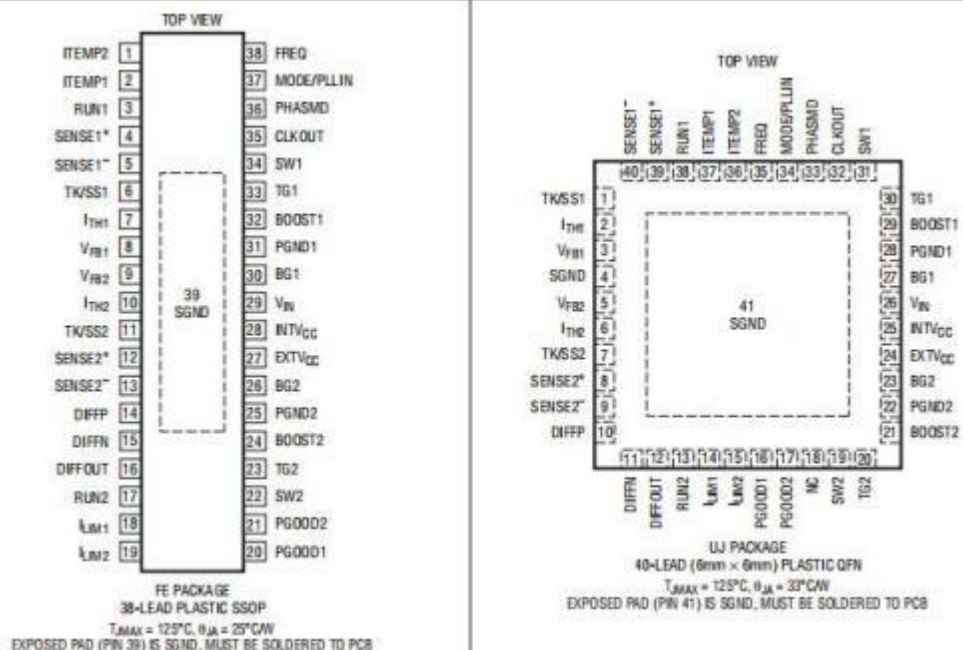 TOP VIEW
ITEMP2 1
ITEMP1 2
RUN1 3
SENSE1+ 4
SENSE1– 5
TK/SS1 6
ITH1 7
VFB1 8
VFB2 9
ITH2 10
TK/SS2 11
SENSE2+ 12
SENSE2– 13
DIFFP 14
DIFFN 15
DIFFOUT 16
RUN2 17
ILIM1 18
ILIM2 19
39
SGND
38 FREQ
37 MODE/PLLIN
36 PHASMD
35 CLKOUT
34 SW1
33 TG1
32 BOOST1
31 PGND1
30 BG1
29 VIN
28 INTVCC
27 EXTVCC
26 BG2
25 PGND2
24 BOOST2
23 TG2
22 SW2
21 PGOOD2
20 PGOOD1
FE PACKAGE
38-LEAD PLASTIC SSOP
TJMAX = 125°C, θJA = 25°C/W
EXPOSED PAD (PIN 39) IS SGND, MUST BE SOLDERED TO PCB
TOP VIEW
SENSE1– SENSE1+ RUN1 ITEMP1 ITEMP2 FREQ MODE/PLLIN PHASMD CLKOUT SW1
40 39 38 37 36 35 34 33 32 31
TK/SS1 1
ITH1 2
VFB1 3
SGND 4
VFB2 5
ITH2 6
TK/SS2 7
SENSE2+ 8
SENSE2– 9
DIFFP 10
41
SGND
30 TG1
29 BOOST1
28 PGND1
27 BG1
26 VIN
25 INTVCC
24 EXTVCC
23 BG2
22 PGND2
21 BOOST2
11 12 13 14 15 16 17 18 19 20
DIFFN DIFFOUT RUN2 ILIM1 ILIM2 PGOOD1 PGOOD2 NC SW2 TG2
UJ PACKAGE
40-LEAD (6mm × 6mm) PLASTIC QFN
TJMAX = 125°C, θJA = 33°C/W
EXPOSED PAD (PIN 41) IS SGND, MUST BE SOLDERED TO PCB